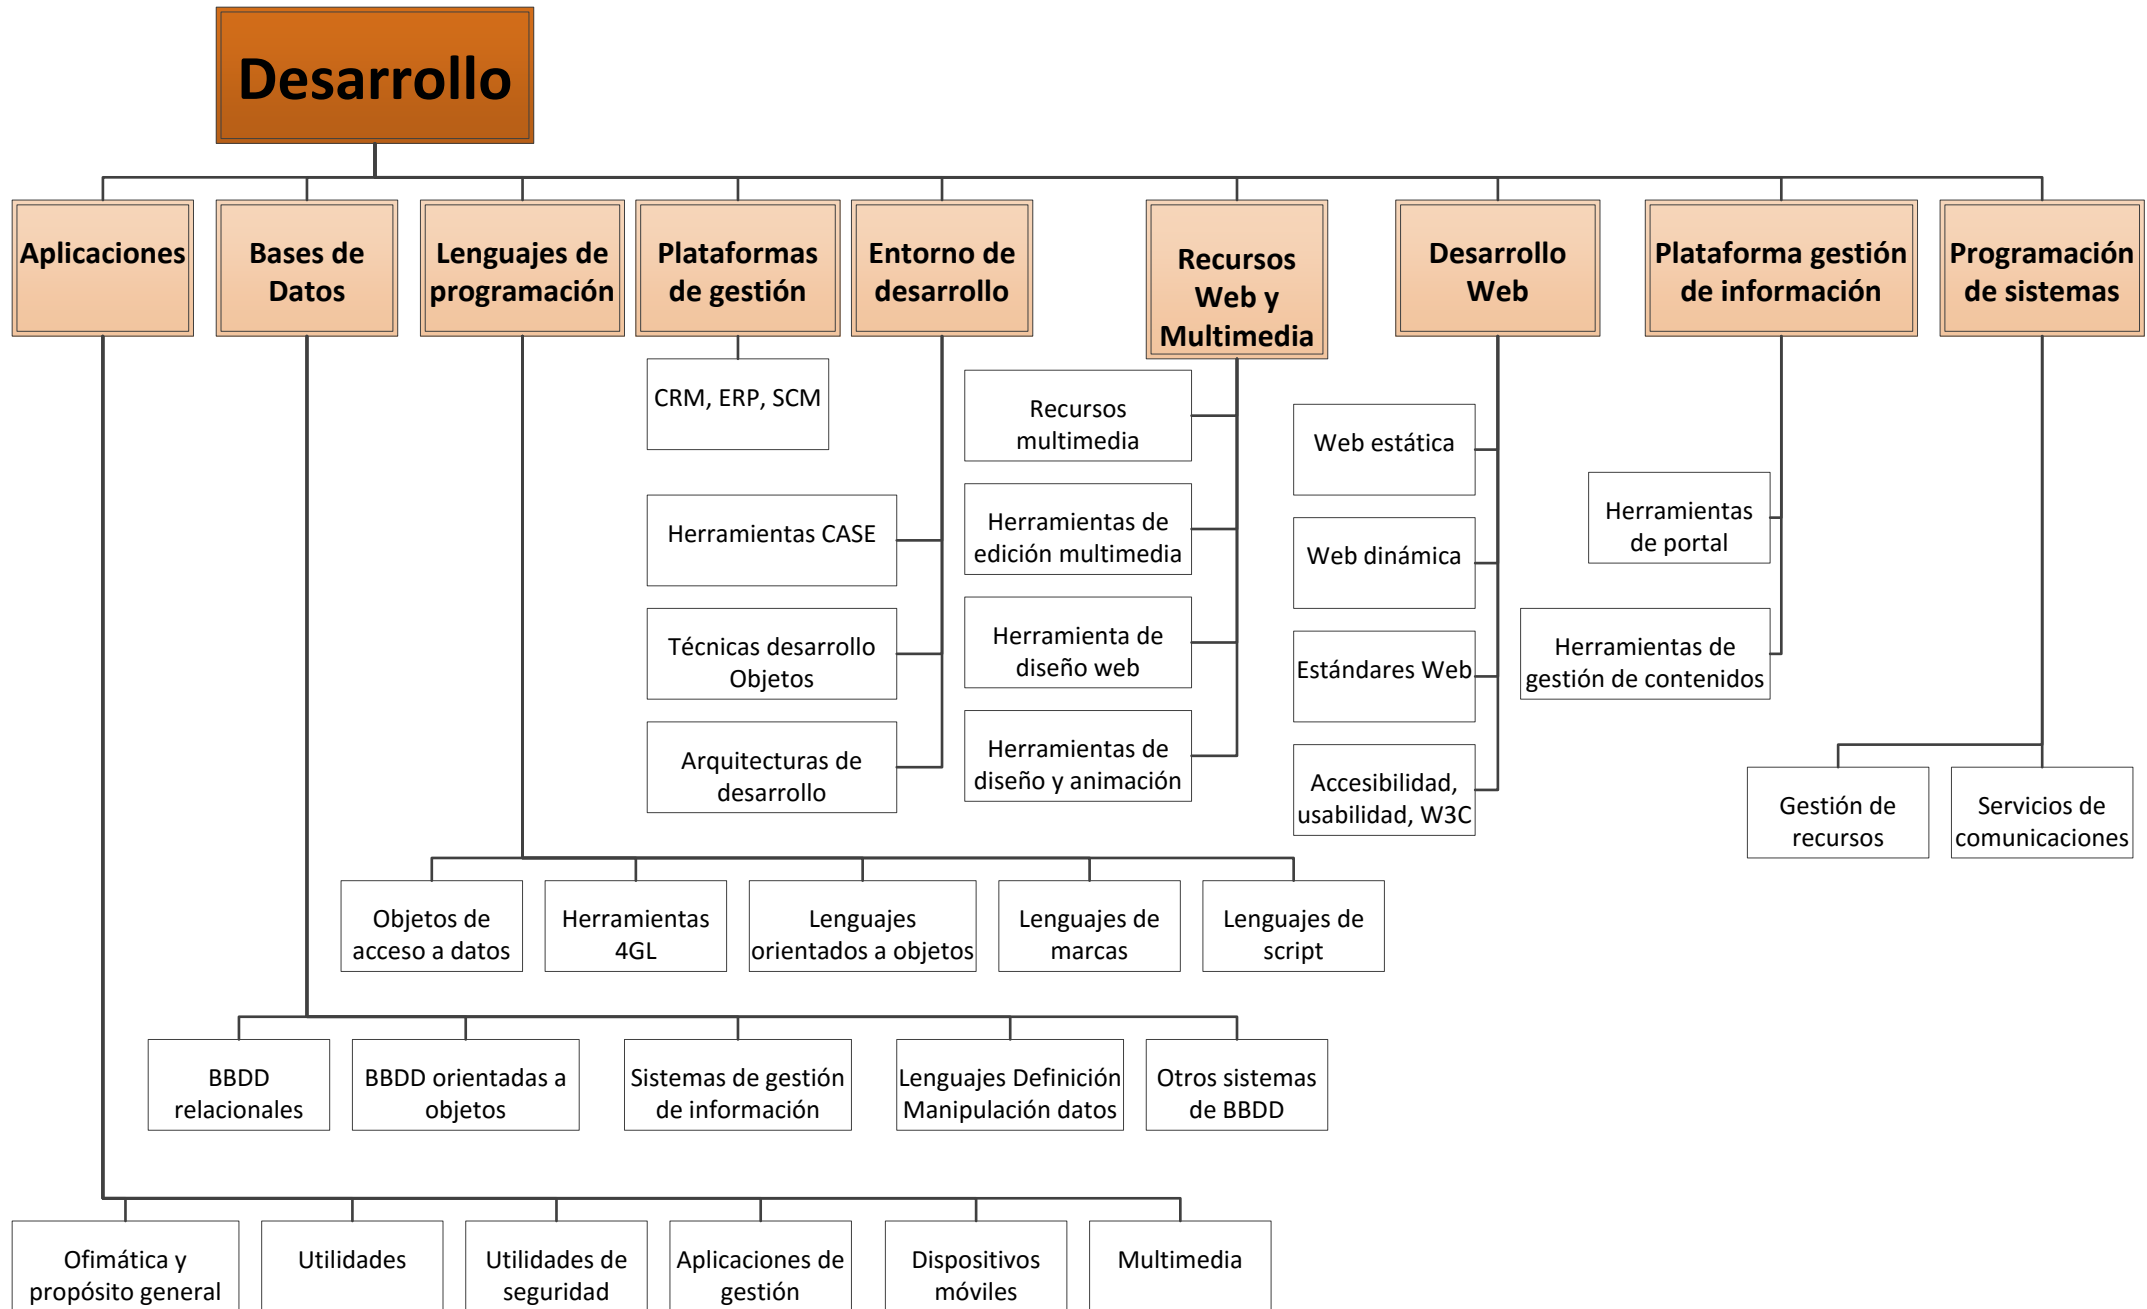 Desarrollo
Aplicaciones
Bases de
Datos
Lenguajes de
programación
Plataformas
de gestión
Entorno de
desarrollo
Recursos
Web y
Multimedia
Desarrollo
Web
Plataforma gestión
de información
Programación
de sistemas
CRM, ERP, SCM
Herramientas CASE
Técnicas desarrollo
Objetos
Arquitecturas de
desarrollo
Recursos
multimedia
Herramientas de
edición multimedia
Herramienta de
diseño web
Herramientas de
diseño y animación
Web estática
Web dinámica
Estándares Web
Accesibilidad,
usabilidad, W3C
Herramientas
de portal
Herramientas de
gestión de contenidos
Gestión de
recursos
Servicios de
comunicaciones
Objetos de
acceso a datos
Herramientas
4GL
Lenguajes
orientados a objetos
Lenguajes de
marcas
Lenguajes de
script
BBDD
relacionales
BBDD orientadas a
objetos
Sistemas de gestión
de información
Lenguajes Definición
Manipulación datos
Otros sistemas
de BBDD
Ofimática y
propósito general
Utilidades
Utilidades de
seguridad
Aplicaciones de
gestión
Dispositivos
móviles
Multimedia